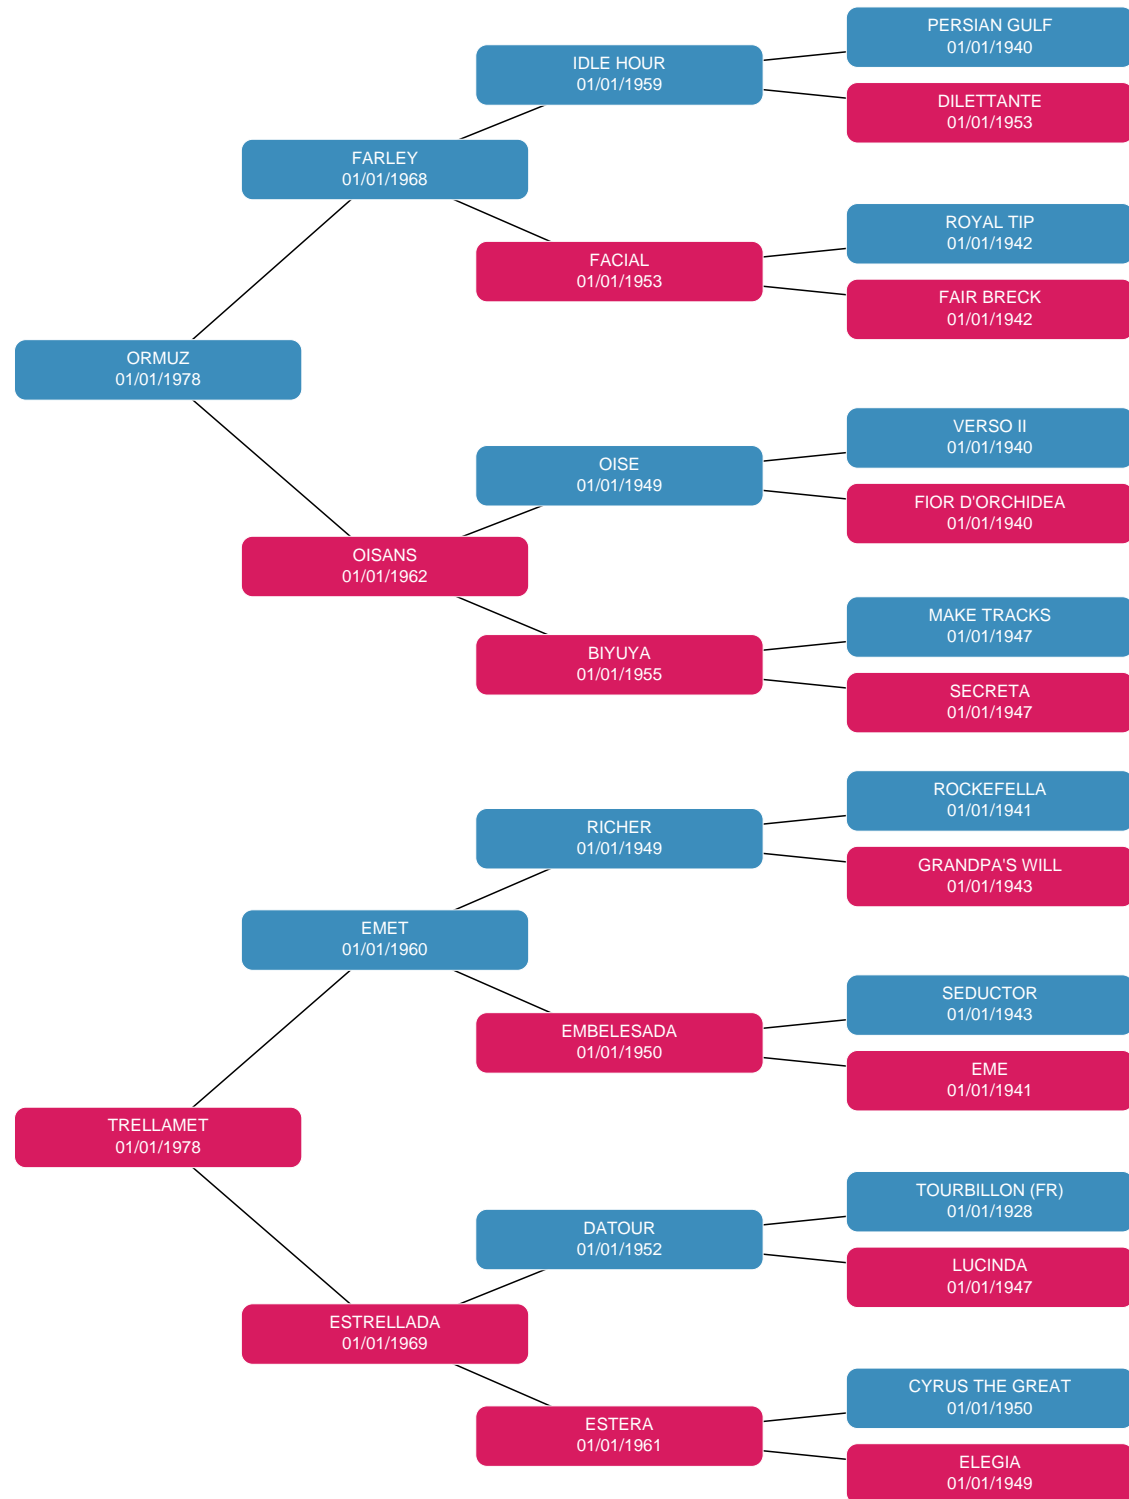 PERSIAN GULF
01/01/1940
IDLE HOUR
01/01/1959
DILETTANTE
01/01/1953
FARLEY
01/01/1968
ROYAL TIP
01/01/1942
FACIAL
01/01/1953
FAIR BRECK
01/01/1942
ORMUZ
01/01/1978
VERSO II
01/01/1940
OISE
01/01/1949
FIOR D'ORCHIDEA
01/01/1940
OISANS
01/01/1962
MAKE TRACKS
01/01/1947
BIYUYA
01/01/1955
SECRETA
01/01/1947
ROCKEFELLA
01/01/1941
RICHER
01/01/1949
GRANDPA'S WILL
01/01/1943
EMET
01/01/1960
SEDUCTOR
01/01/1943
EMBELESADA
01/01/1950
EME
01/01/1941
TRELLAMET
01/01/1978
TOURBILLON (FR)
01/01/1928
DATOUR
01/01/1952
LUCINDA
01/01/1947
ESTRELLADA
01/01/1969
CYRUS THE GREAT
01/01/1950
ESTERA
01/01/1961
ELEGIA
01/01/1949